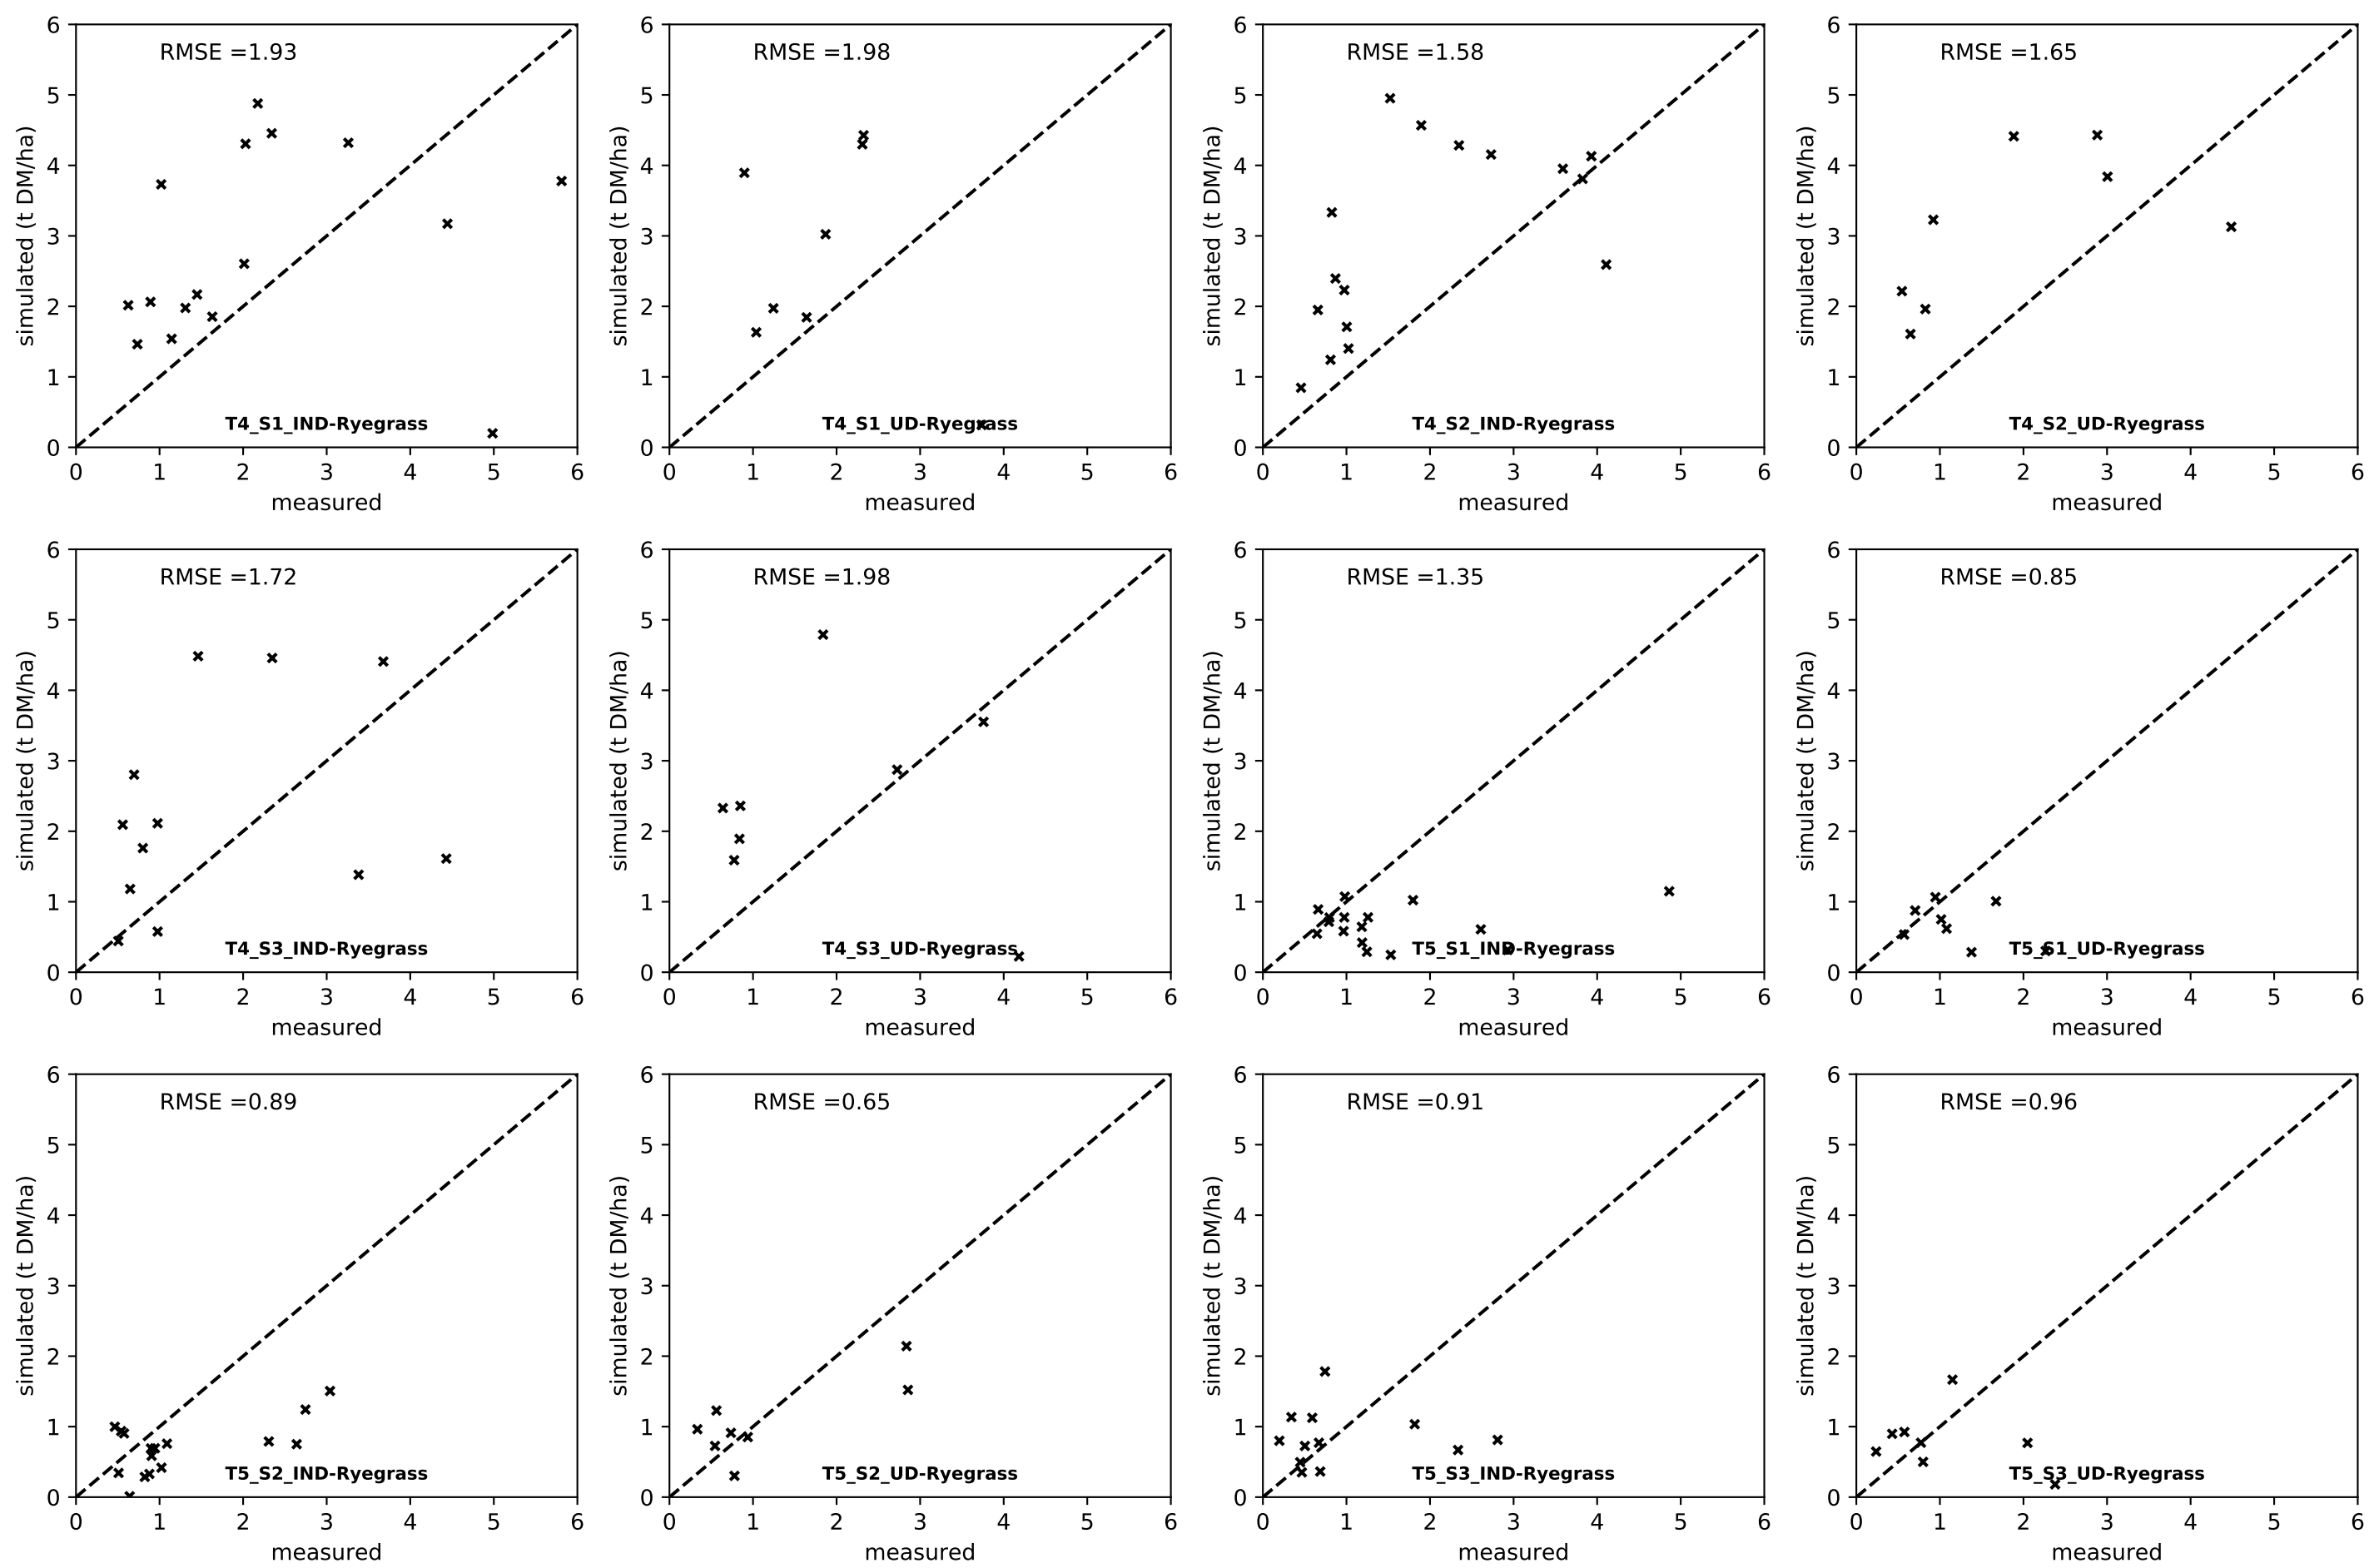 RMSE =1.93
T4_S1_IND-Ryegrass
simulated (t DM/ha)
0 1 2 3 4 5 6
0 1 2 3 4 5 6
measured
RMSE =1.98
T4_S1_UD-Ryegrass
simulated (t DM/ha)
0 1 2 3 4 5 6
0 1 2 3 4 5 6
measured
RMSE =1.58
T4_S2_IND-Ryegrass
simulated (t DM/ha)
0 1 2 3 4 5 6
0 1 2 3 4 5 6
measured
RMSE =1.65
T4_S2_UD-Ryegrass
simulated (t DM/ha)
0 1 2 3 4 5 6
0 1 2 3 4 5 6
measured
RMSE =1.72
T4_S3_IND-Ryegrass
simulated (t DM/ha)
0 1 2 3 4 5 6
0 1 2 3 4 5 6
measured
RMSE =1.98
T4_S3_UD-Ryegrass
simulated (t DM/ha)
0 1 2 3 4 5 6
0 1 2 3 4 5 6
measured
RMSE =1.35
T5_S1_IND-Ryegrass
simulated (t DM/ha)
0 1 2 3 4 5 6
0 1 2 3 4 5 6
measured
RMSE =0.85
T5_S1_UD-Ryegrass
simulated (t DM/ha)
0 1 2 3 4 5 6
0 1 2 3 4 5 6
measured
RMSE =0.89
T5_S2_IND-Ryegrass
simulated (t DM/ha)
0 1 2 3 4 5 6
0 1 2 3 4 5 6
measured
RMSE =0.65
T5_S2_UD-Ryegrass
simulated (t DM/ha)
0 1 2 3 4 5 6
0 1 2 3 4 5 6
measured
RMSE =0.91
T5_S3_IND-Ryegrass
simulated (t DM/ha)
0 1 2 3 4 5 6
0 1 2 3 4 5 6
measured
RMSE =0.96
T5_S3_UD-Ryegrass
simulated (t DM/ha)
0 1 2 3 4 5 6
0 1 2 3 4 5 6
measured